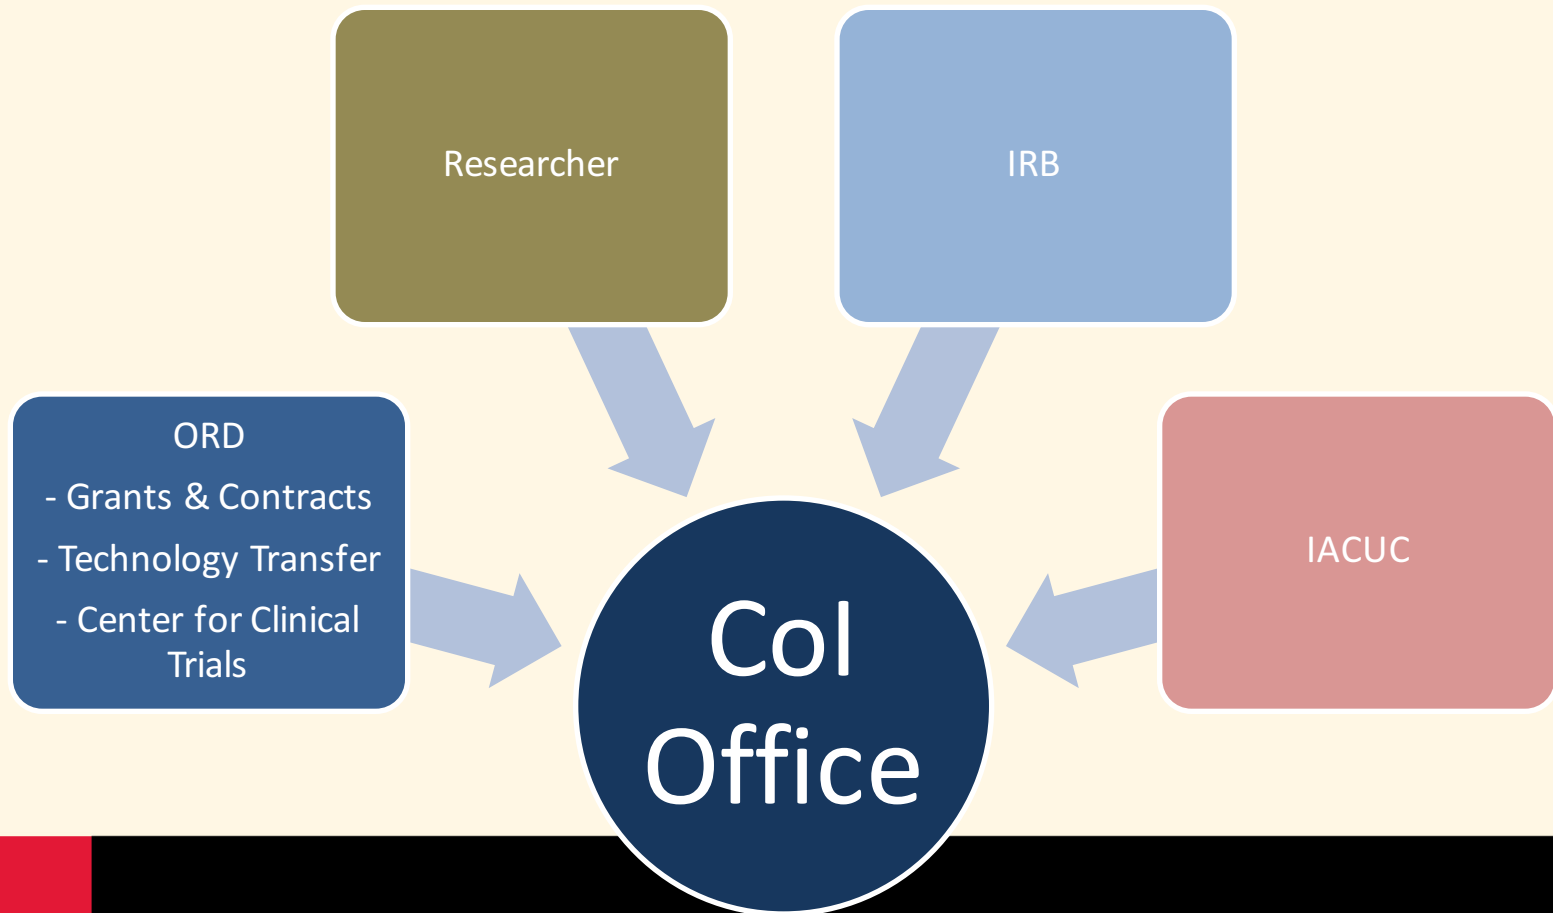 Researcher
IRB
ORD
- Grants & Contracts
- Technology Transfer
- Center for Clinical
Trials
IACUC
CoI
Office